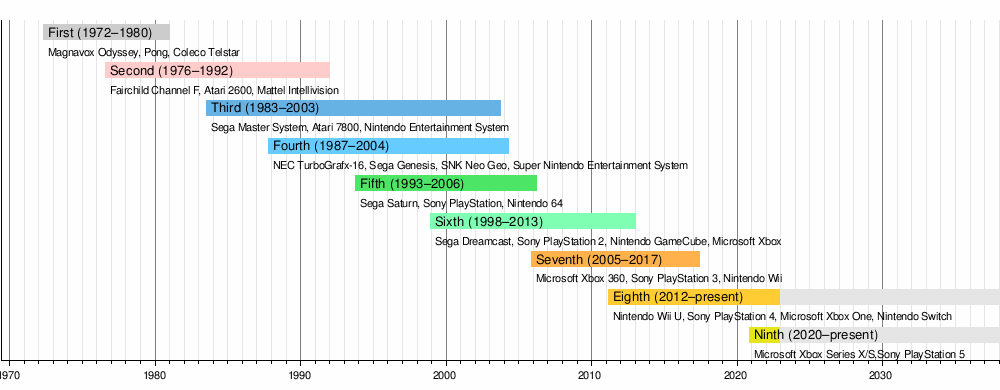 First (1972–1980)
Magnavox Odyssey, Pong, Coleco Telstar
Second (1976–1992)
Fairchild Channel F, Atari 2600, Mattel Intellivision
Third (1983–2003)
Sega Master System, Atari 7800, Nintendo Entertainment System
Fourth (1987–2004)
NEC TurboGrafx-16, Sega Genesis, SNK Neo Geo, Super Nintendo Entertainment System
Fifth (1993–2006)
Sega Saturn, Sony PlayStation, Nintendo 64
Sixth (1998–2013)
Sega Dreamcast, Sony PlayStation 2, Nintendo GameCube, Microsoft Xbox
Seventh (2005–2017)
Microsoft Xbox 360, Sony PlayStation 3, Nintendo Wii
Eighth (2012–present)
Nintendo Wii U, Sony PlayStation 4, Microsoft Xbox One, Nintendo Switch
Ninth (2020–present)
Microsoft Xbox Series X/S,Sony PlayStation 5
1970 1980 1990 2000 2010 2020 2030